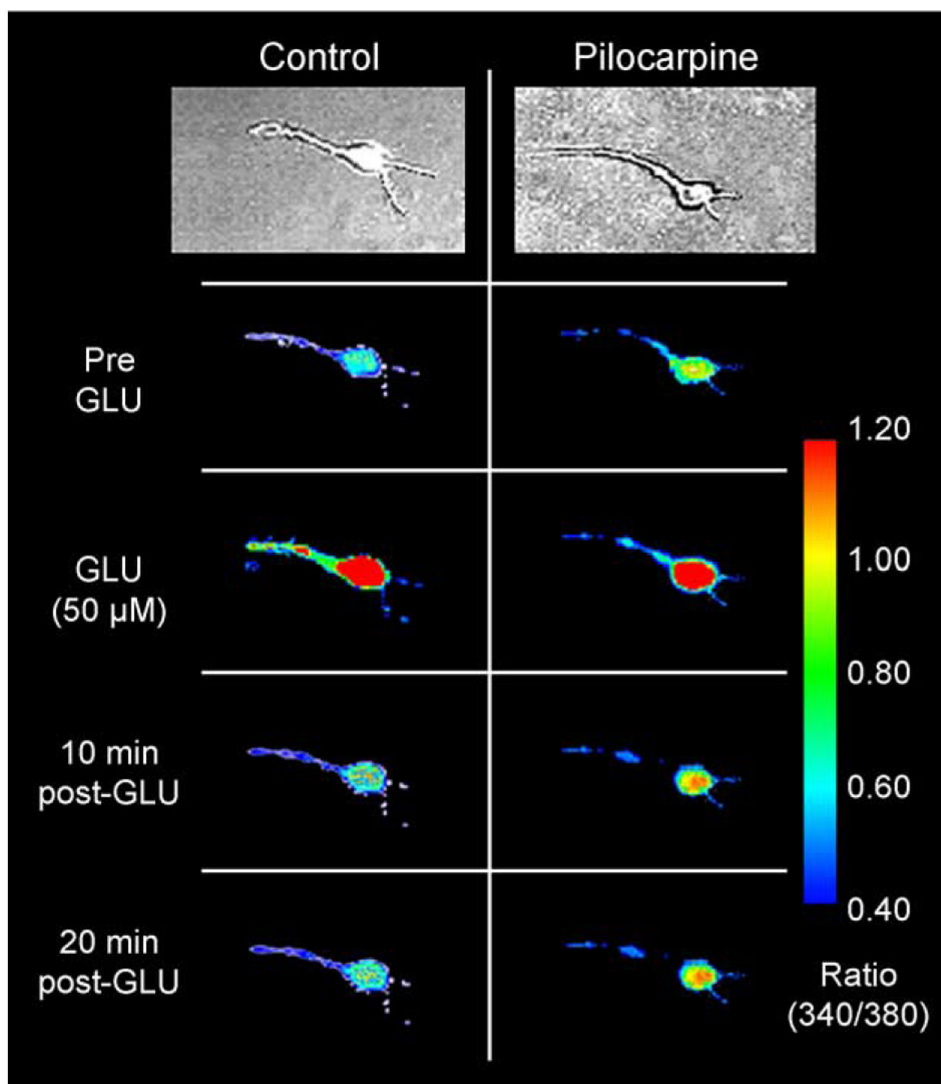 Control
Pilocarpine
Pre
GLU
GLU
(50 µM)
10 min
post-GLU
20 min
post-GLU
1.20
1.00
0.80
0.60
0.40
Ratio
(340/380)